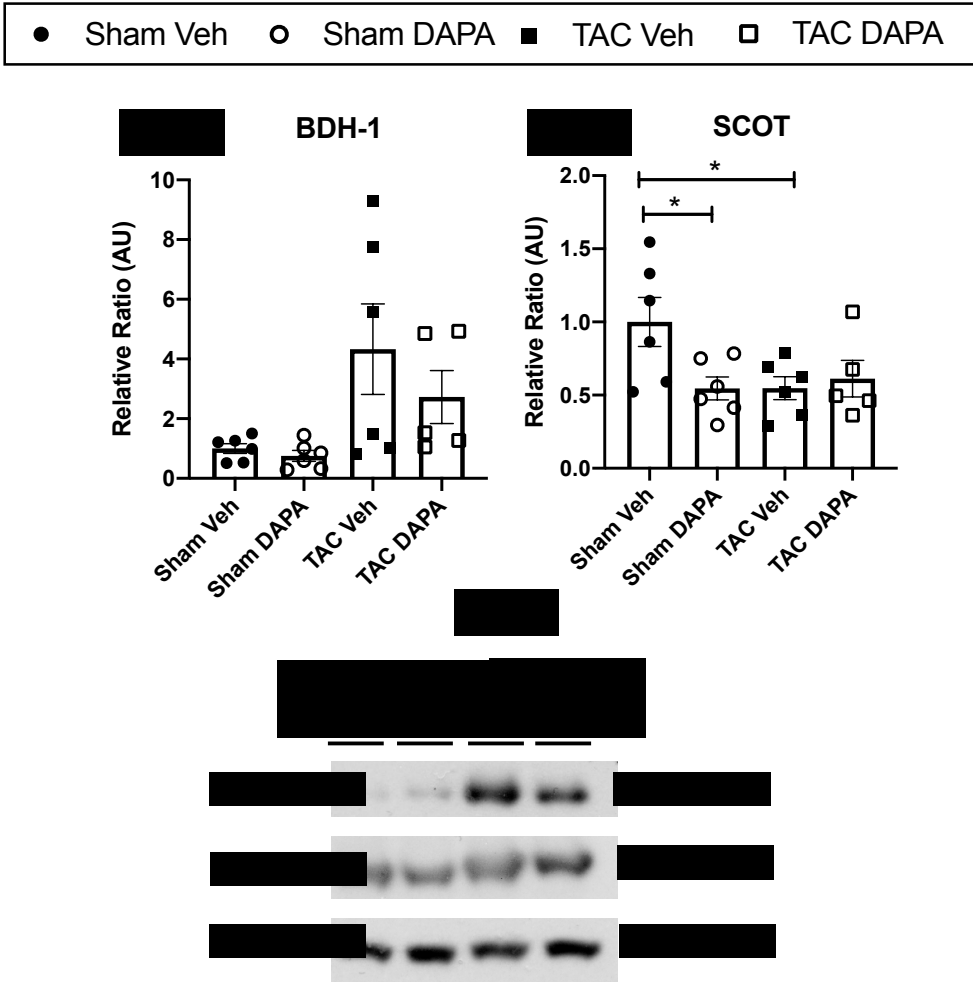 Sham Veh Sham DAPA TAC Veh TAC DAPA
BDH-1
Relative Ratio (AU)
10
8
6
4
2
0
Sham Veh
Sham DAPA
TAC Veh
TAC DAPA
SCOT
Relative Ratio (AU)
2.0
1.5
1.0
0.5
0.0
*
*
Sham Veh
Sham DAPA
TAC Veh
TAC DAPA